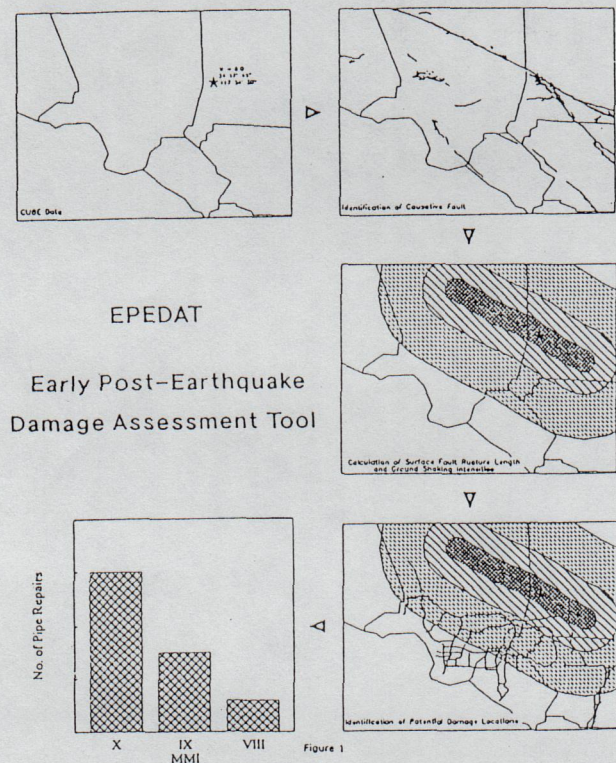 CUBE Data
Identification of Causative Fault
EPEDAT
Early Post-Earthquake
Damage Assessment Tool
Calculation of Surface Fault Rupture Length
and Ground Shaking Intensities
No. of Pipe Repairs
X IX VIII
MMI
Identification of Potential Damage Locations
Figure 1